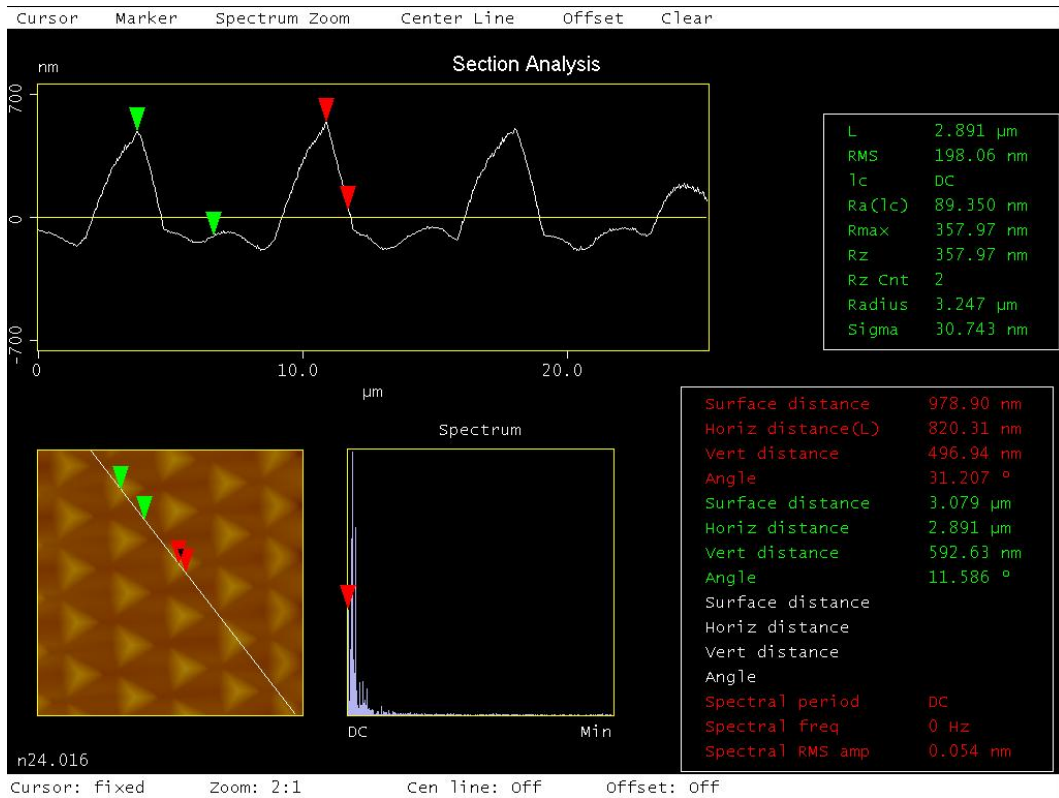 Cursor Marker Spectrum Zoom Center Line Offset Clear
Section Analysis
nm
700
0
-700
0 10.0 20.0
µm
L 2.891 µm
RMS 198.06 nm
lc DC
Ra(lc) 89.350 nm
Rmax 357.97 nm
Rz 357.97 nm
Rz Cnt 2
Radius 3.247 µm
Sigma 30.743 nm
Surface distance 978.90 nm
Horiz distance(L) 820.31 nm
Vert distance 496.94 nm
Angle 31.207 °
Surface distance 3.079 µm
Horiz distance 2.891 µm
Vert distance 592.63 nm
Angle 11.586 °
Surface distance
Horiz distance
Vert distance
Angle
Spectral period DC
Spectral freq 0 Hz
Spectral RMS amp 0.054 nm
Spectrum
DC Min
n24.016
Cursor: fixed Zoom: 2:1 Cen line: Off Offset: Off